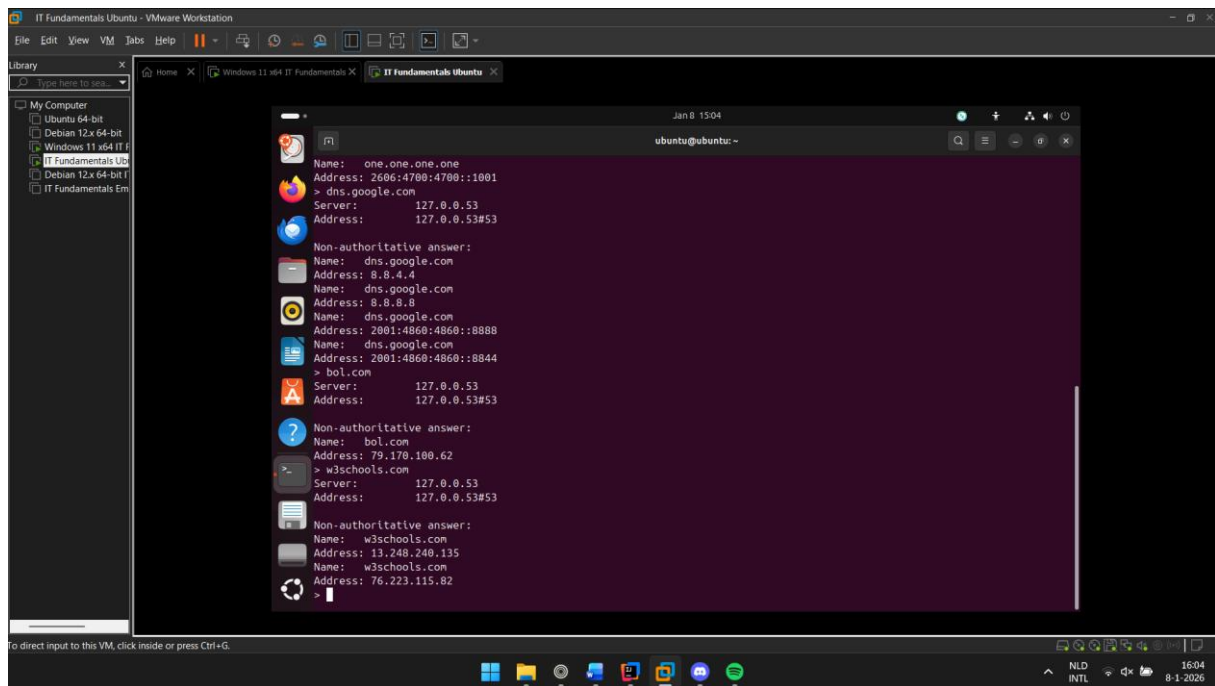 IT Fundamentals Ubuntu - VMware Workstation
File Edit View VM Tabs Help
Library
Type here to sea...
Home
Windows 11 x64 IT Fundamentals
IT Fundamentals Ubuntu
My Computer
Ubuntu 64-bit
Debian 12.x 64-bit
Windows 11 x64 IT F
IT Fundamentals Ub
Debian 12.x 64-bit I
IT Fundamentals Em
Jan 8 15:04
ubuntu@ubuntu: ~
Name: one.one.one.one
Address: 2606:4700:4700::1001
> dns.google.com
Server: 127.0.0.53
Address: 127.0.0.53#53
Non-authoritative answer:
Name: dns.google.com
Address: 8.8.4.4
Name: dns.google.com
Address: 8.8.8.8
Name: dns.google.com
Address: 2001:4860:4860::8888
Name: dns.google.com
Address: 2001:4860:4860::8844
> bol.com
Server: 127.0.0.53
Address: 127.0.0.53#53
Non-authoritative answer:
Name: bol.com
Address: 79.170.100.62
> w3schools.com
Server: 127.0.0.53
Address: 127.0.0.53#53
Non-authoritative answer:
Name: w3schools.com
Address: 13.248.240.135
Name: w3schools.com
Address: 76.223.115.82
>
To direct input to this VM, click inside or press Ctrl+G.
NLD
INTL
16:04
8-1-2026